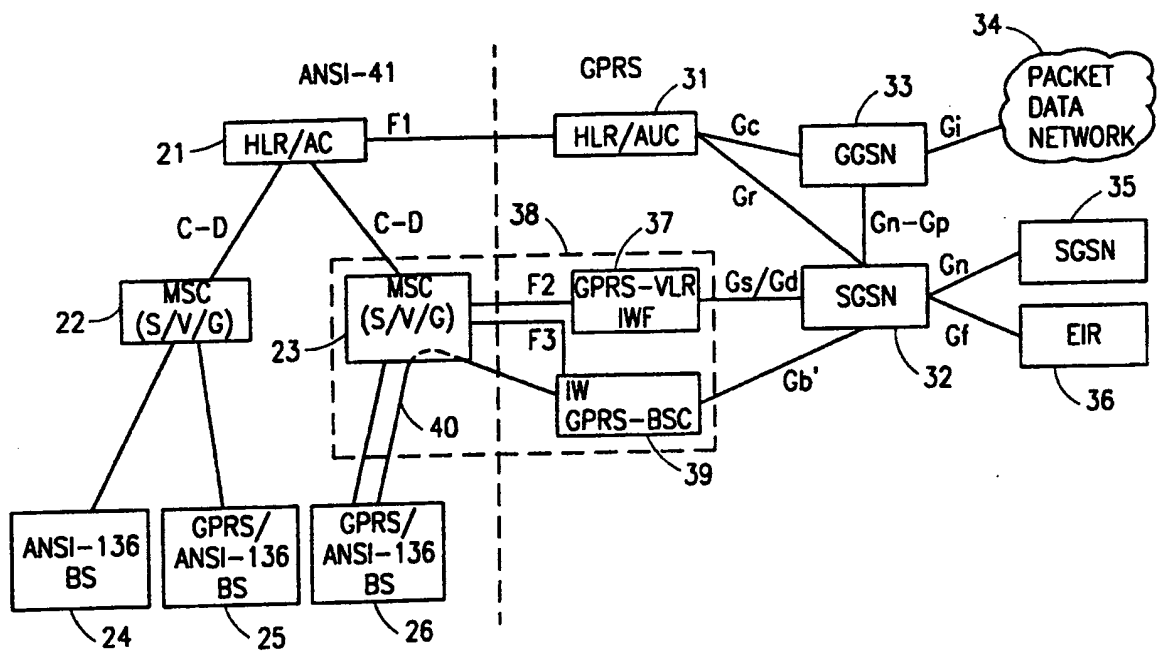 34
ANSI-41
GPRS
31
33
PACKET
DATA
NETWORK
21
HLR/AC
F1
HLR/AUC
Gc
GGSN
Gi
35
C-D
C-D
38
37
Gr
Gn-Gp
Gn
SGSN
22
MSC
(S/V/G)
MSC
(S/V/G)
F2
GPRS-VLR
IWF
Gs/Gd
SGSN
23
F3
Gf
EIR
32
36
40
IW
GPRS-BSC
Gb'
39
ANSI-136
BS
GPRS/
ANSI-136
BS
GPRS/
ANSI-136
BS
24
25
26